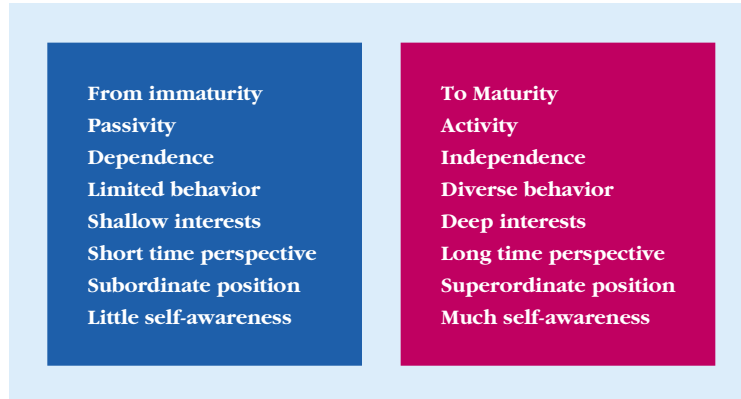 From immaturity
Passivity
Dependence
Limited behavior
Shallow interests
Short time perspective
Subordinate position
Little self-awareness
To Maturity
Activity
Independence
Diverse behavior
Deep interests
Long time perspective
Superordinate position
Much self-awareness